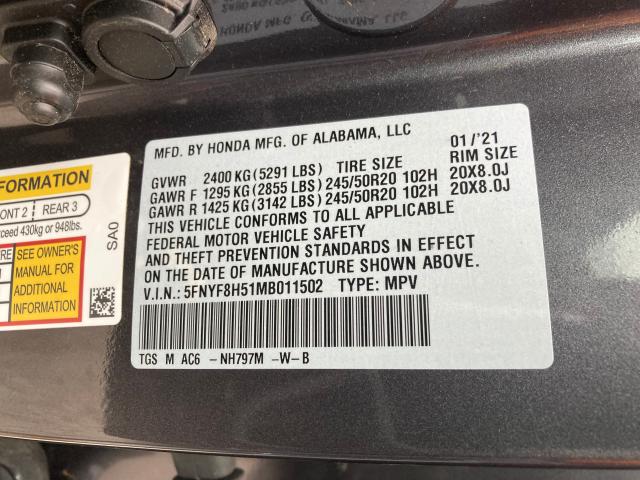 MFD. BY HONDA MFG. OF ALABAMA, LLC 01/'21
GVWR 2400 KG (5291 LBS) TIRE SIZE RIM SIZE
GAWR F 1295 KG (2855 LBS) 245/50R20 102H 20X8.0J
GAWR R 1425 KG (3142 LBS) 245/50R20 102H 20X8.0J
THIS VEHICLE CONFORMS TO ALL APPLICABLE
FEDERAL MOTOR VEHICLE SAFETY
AND THEFT PREVENTION STANDARDS IN EFFECT
ON THE DATE OF MANUFACTURE SHOWN ABOVE.
V.I.N.: 5FNYF8H51MB011502 TYPE: MPV
TGS M AC6 -NH797M -W-B
2 REAR 3
430kg or 948lbs.
SEE OWNER'S
MANUAL FOR
ADDITIONAL
INFORMATION
SA0